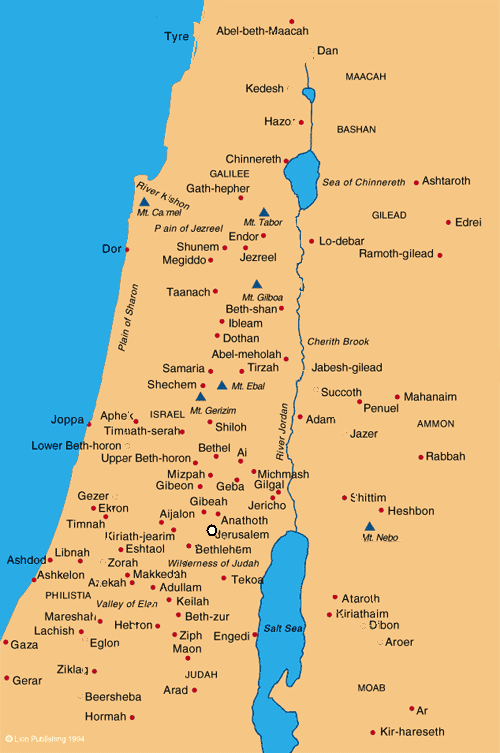 Tyre
Abel-beth-Maacah
Dan
MAACAH
Kedesh
Hazor
BASHAN
Chinnereth
GALILEE
Sea of Chinnereth
Ashtaroth
River Kishon
Gath-hepher
Mt. Carmel
GILEAD
Mt. Tabor
Edrei
Plain of Jezreel
Endor
Lo-debar
Dor
Shunem
Jezreel
Ramoth-gilead
Megiddo
Mt. Gilboa
Taanach
Plain of Sharon
Beth-shan
Ibleam
Dothan
Cherith Brook
Abel-meholah
Samaria
Tirzah
Jabesh-gilead
Shechem
Mt. Ebal
Succoth
Mt. Gerizim
Mahanaim
Penuel
Joppa
Aphek
ISRAEL
River Jordan
Adam
AMMON
Timnath-serah
Shiloh
Jazer
Lower Beth-horon
Bethel
Ai
Upper Beth-horon
Rabbah
Mizpah
Michmash
Gibeon
Geba
Gilgal
Gezer
Gibeah
Jericho
Shittim
Ekron
Aijalon
Anathoth
Heshbon
Timnah
Kiriath-jearim
Jerusalem
Mt. Nebo
Libnah
Eshtaol
Bethlehem
Ashdod
Zorah
Wilderness of Judah
Ashkelon
Azekah
Makkedah
Tekoa
PHILISTIA
Adullam
Ataroth
Valley of Elah
Keilah
Kiriathaim
Mareshah
Hebron
Beth-zur
Dibon
Lachish
Ziph
Engedi
Salt Sea
Gaza
Eglon
Maon
Aroer
Ziklag
JUDAH
Gerar
Beersheba
Arad
MOAB
Hormah
Ar
Kir-hareseth
© Lion Publishing 1994